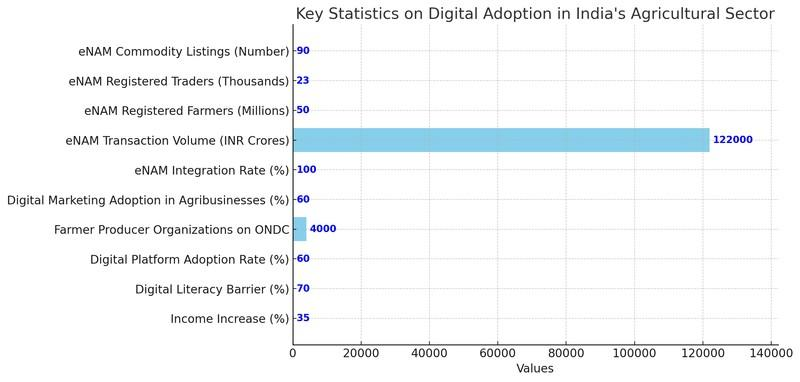 Key Statistics on Digital Adoption in India's Agricultural Sector
eNAM Commodity Listings (Number) 90
eNAM Registered Traders (Thousands) 23
eNAM Registered Farmers (Millions) 50
eNAM Transaction Volume (INR Crores) 122000
eNAM Integration Rate (%) 100
Digital Marketing Adoption in Agribusinesses (%) 60
Farmer Producer Organizations on ONDC 4000
Digital Platform Adoption Rate (%) 60
Digital Literacy Barrier (%) 70
Income Increase (%) 35
0 20000 40000 60000 80000 100000 120000 140000
Values